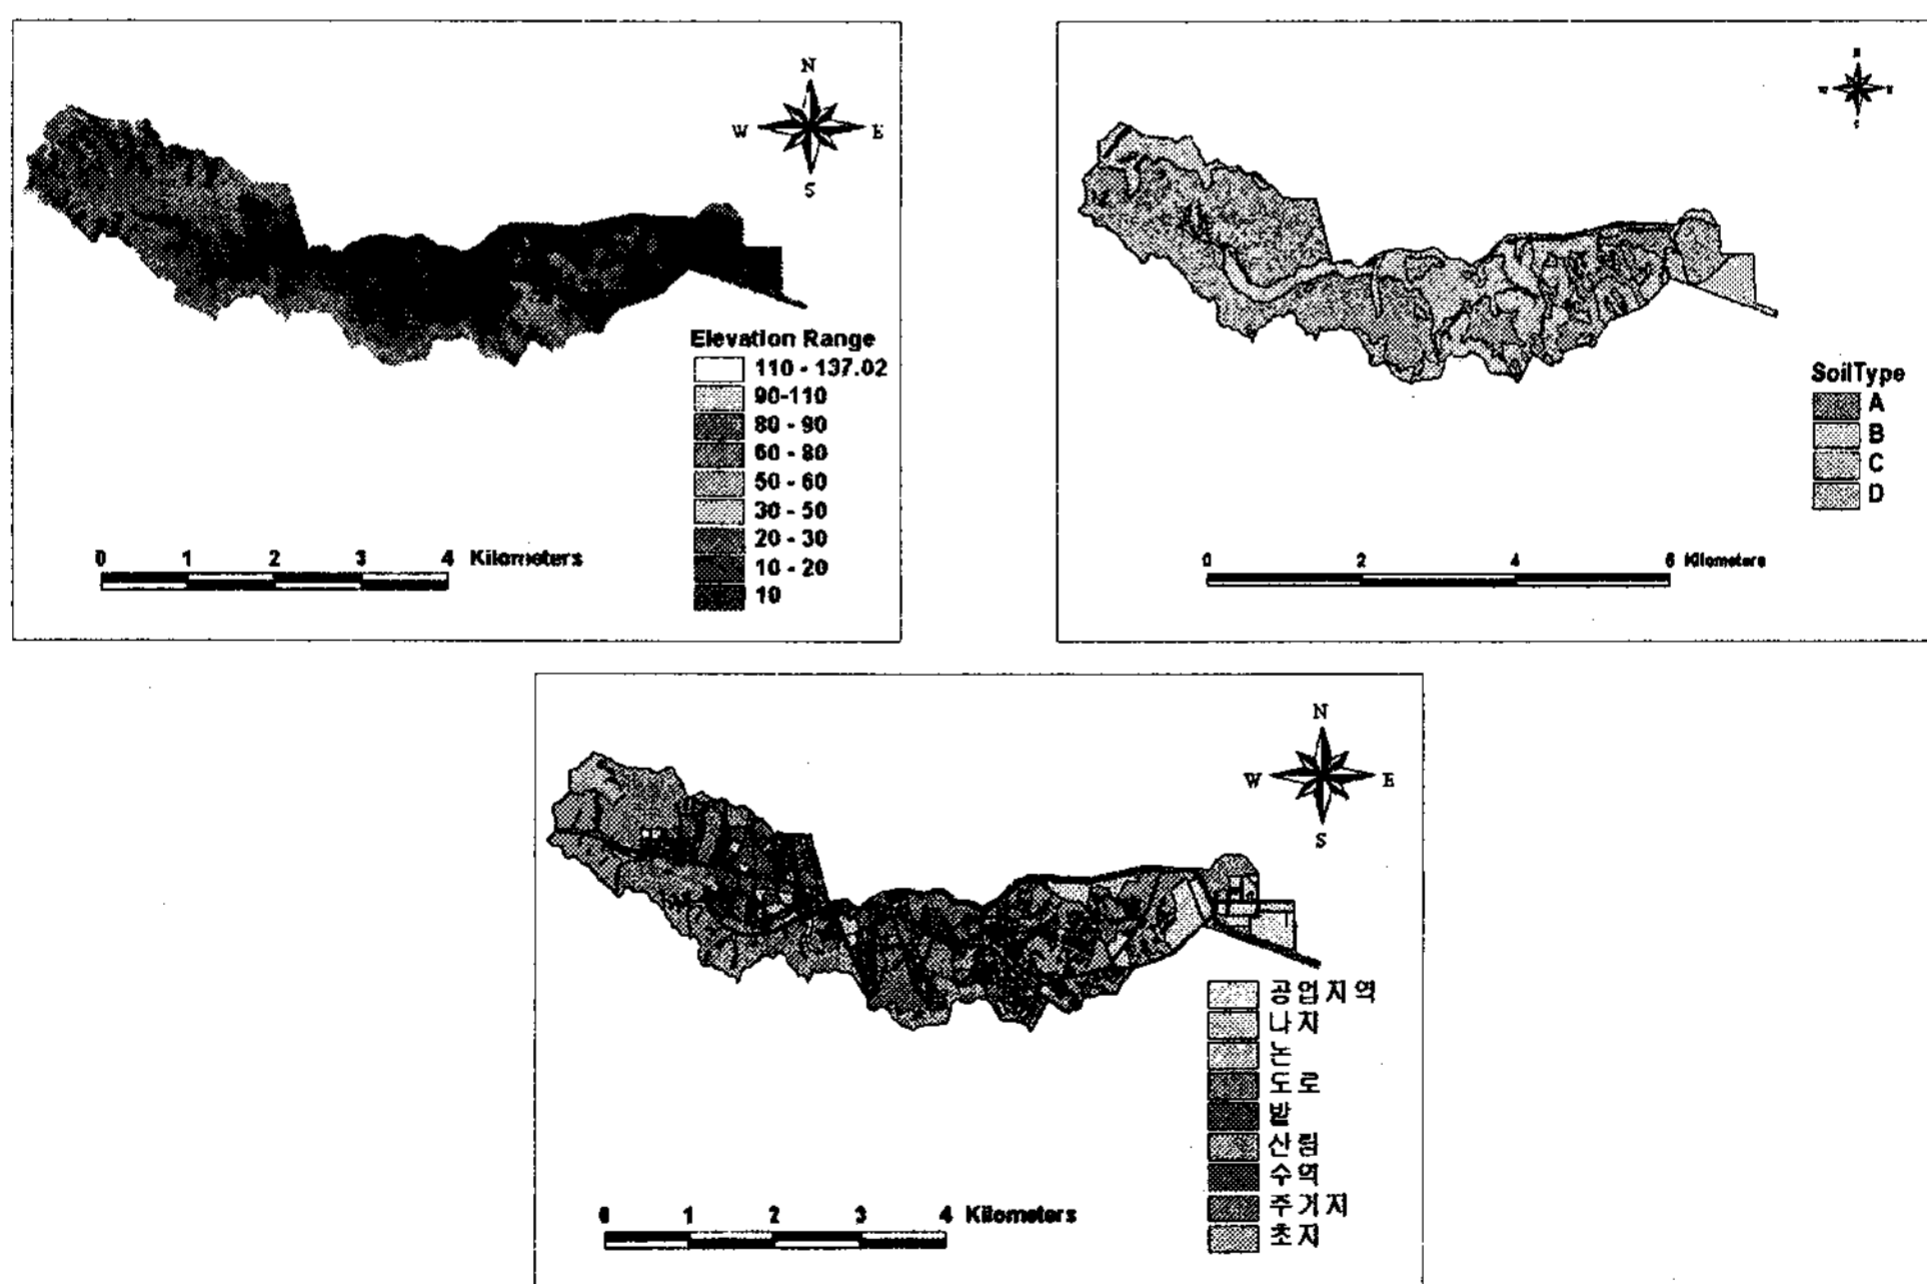 N
W E
S
Elevation Range
110 - 137.02
90-110
80 - 90
60 - 80
50 - 60
30 - 50
20 - 30
10 - 20
10
0 1 2 3 4 Kilometers
SoilType
A
B
C
D
0 2 4 6 Kilometers
N
W E
S
공업지역
나지
논
도로
밭
산림
수역
주거지
초지
0 1 2 3 4 Kilometers